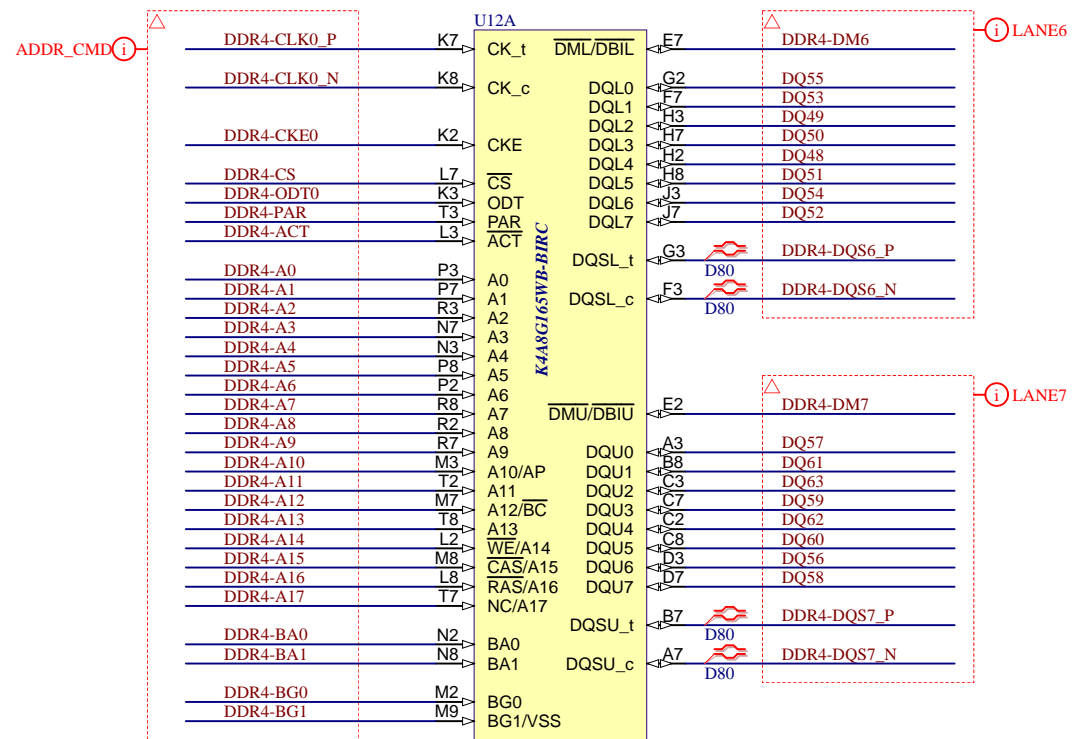 U12A
ADDR_CMD i
DDR4-CLK0_P K7 CK_t
DDR4-CLK0_N K8 CK_c
DDR4-CKE0 K2 CKE
DDR4-CS L7 CS
DDR4-ODT0 K3 ODT
DDR4-PAR T3 PAR
DDR4-ACT L3 ACT
DDR4-A0 P3 A0
DDR4-A1 P7 A1
DDR4-A2 R3 A2
DDR4-A3 N7 A3
DDR4-A4 N3 A4
DDR4-A5 P8 A5
DDR4-A6 P2 A6
DDR4-A7 R8 A7
DDR4-A8 R2 A8
DDR4-A9 R7 A9
DDR4-A10 M3 A10/AP
DDR4-A11 T2 A11
DDR4-A12 M7 A12/BC
DDR4-A13 T8 A13
DDR4-A14 L2 WE/A14
DDR4-A15 M8 CAS/A15
DDR4-A16 L8 RAS/A16
DDR4-A17 T7 NC/A17
DDR4-BA0 N2 BA0
DDR4-BA1 N8 BA1
DDR4-BG0 M2 BG0
DDR4-BG1 M9 BG1/VSS
K4A8G165WB-BIRC
i LANE6
DML/DBIL E7 DDR4-DM6
DQL0 G2 DQ55
DQL1 F7 DQ53
DQL2 H3 DQ49
DQL3 H7 DQ50
DQL4 H2 DQ48
DQL5 H8 DQ51
DQL6 J3 DQ54
DQL7 J7 DQ52
DQSL_t G3 D80 DDR4-DQS6_P
DQSL_c F3 D80 DDR4-DQS6_N
i LANE7
DMU/DBIU E2 DDR4-DM7
DQU0 A3 DQ57
DQU1 B8 DQ61
DQU2 C3 DQ63
DQU3 C7 DQ59
DQU4 C2 DQ62
DQU5 C8 DQ60
DQU6 D3 DQ56
DQU7 D7 DQ58
DQSU_t B7 D80 DDR4-DQS7_P
DQSU_c A7 D80 DDR4-DQS7_N